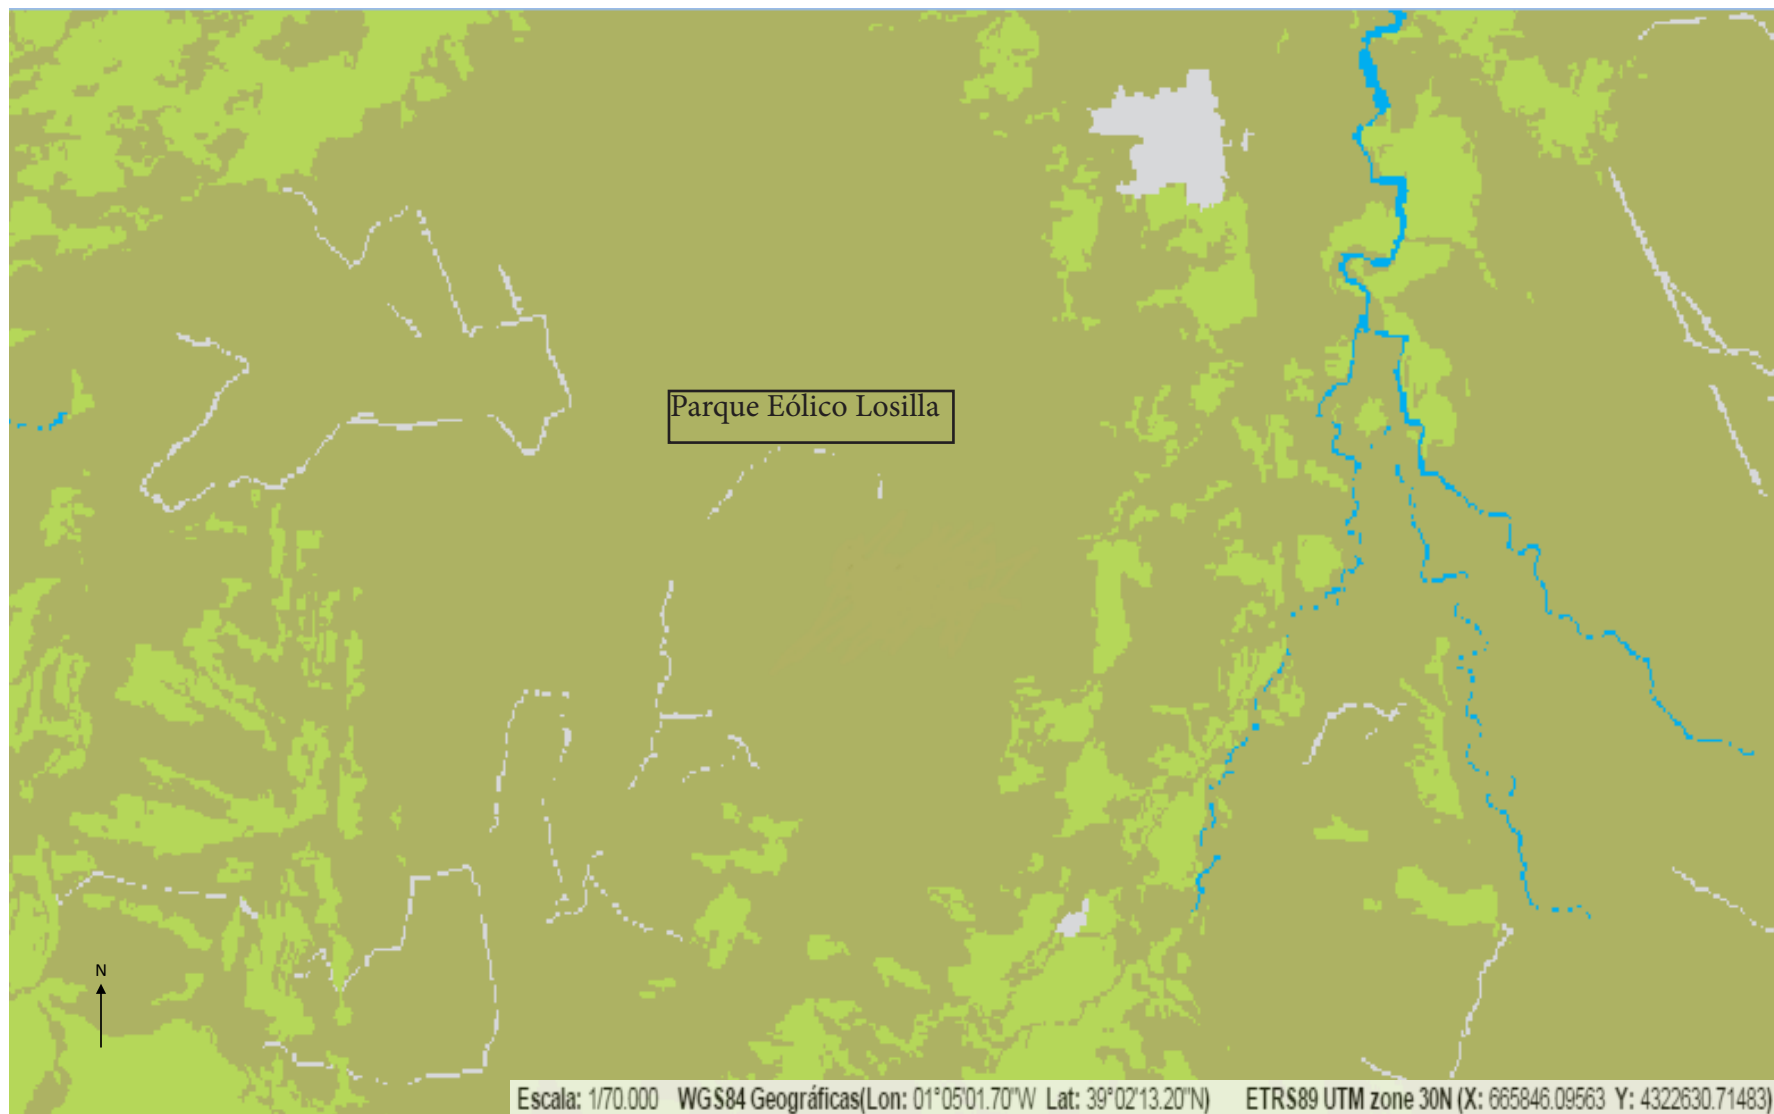 Parque Eólico Losilla
N
Escala: 1/70.000 WGS84 Geográficas(Lon: 01°05'01.70"W Lat: 39°02'13.20"N) ETRS89 UTM zone 30N (X: 665846.09563 Y: 4322630.71483)